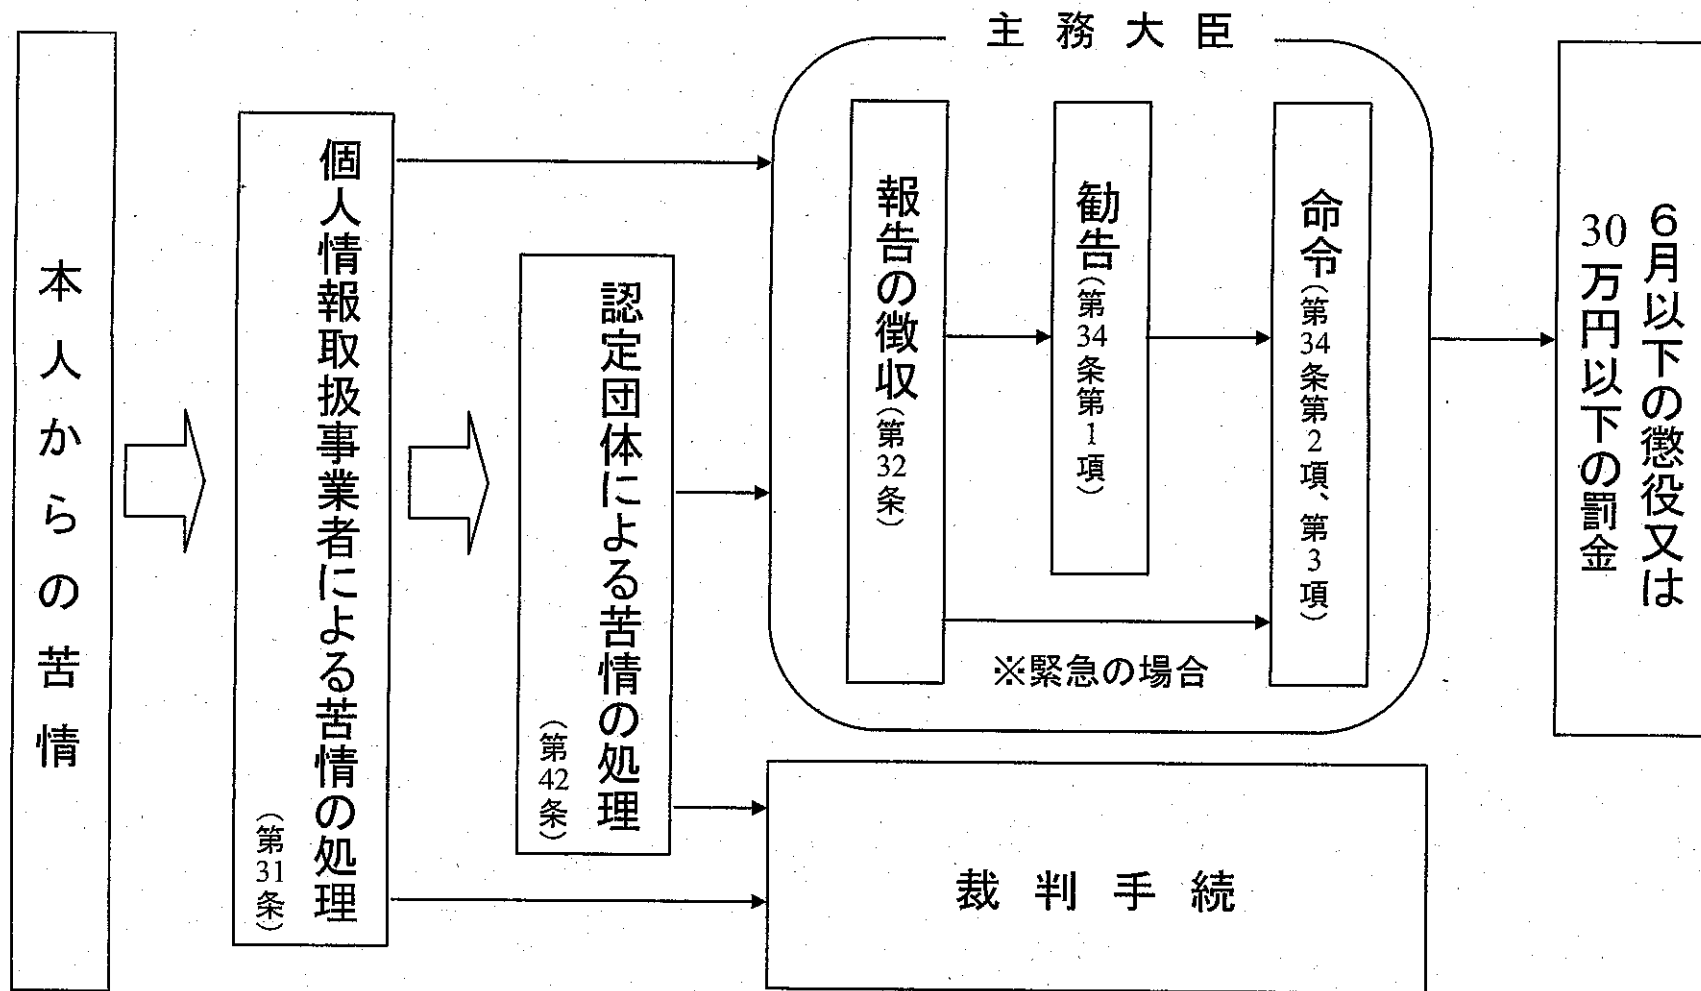 本人からの苦情
個人情報取扱事業者による苦情の処理
（第31条）
認定団体による苦情の処理
（第42条）
主務大臣
報告の徴収（第32条）
勧告（第34条第1項）
命令（第34条第2項、第3項）
※緊急の場合
6月以下の懲役又は
30万円以下の罰金
裁判手続